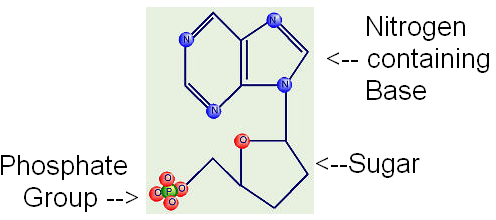 Nitrogen
<-- containing
Base
N
N
N
N
O
<--Sugar
Phosphate
Group -->
O
O
P
O
O